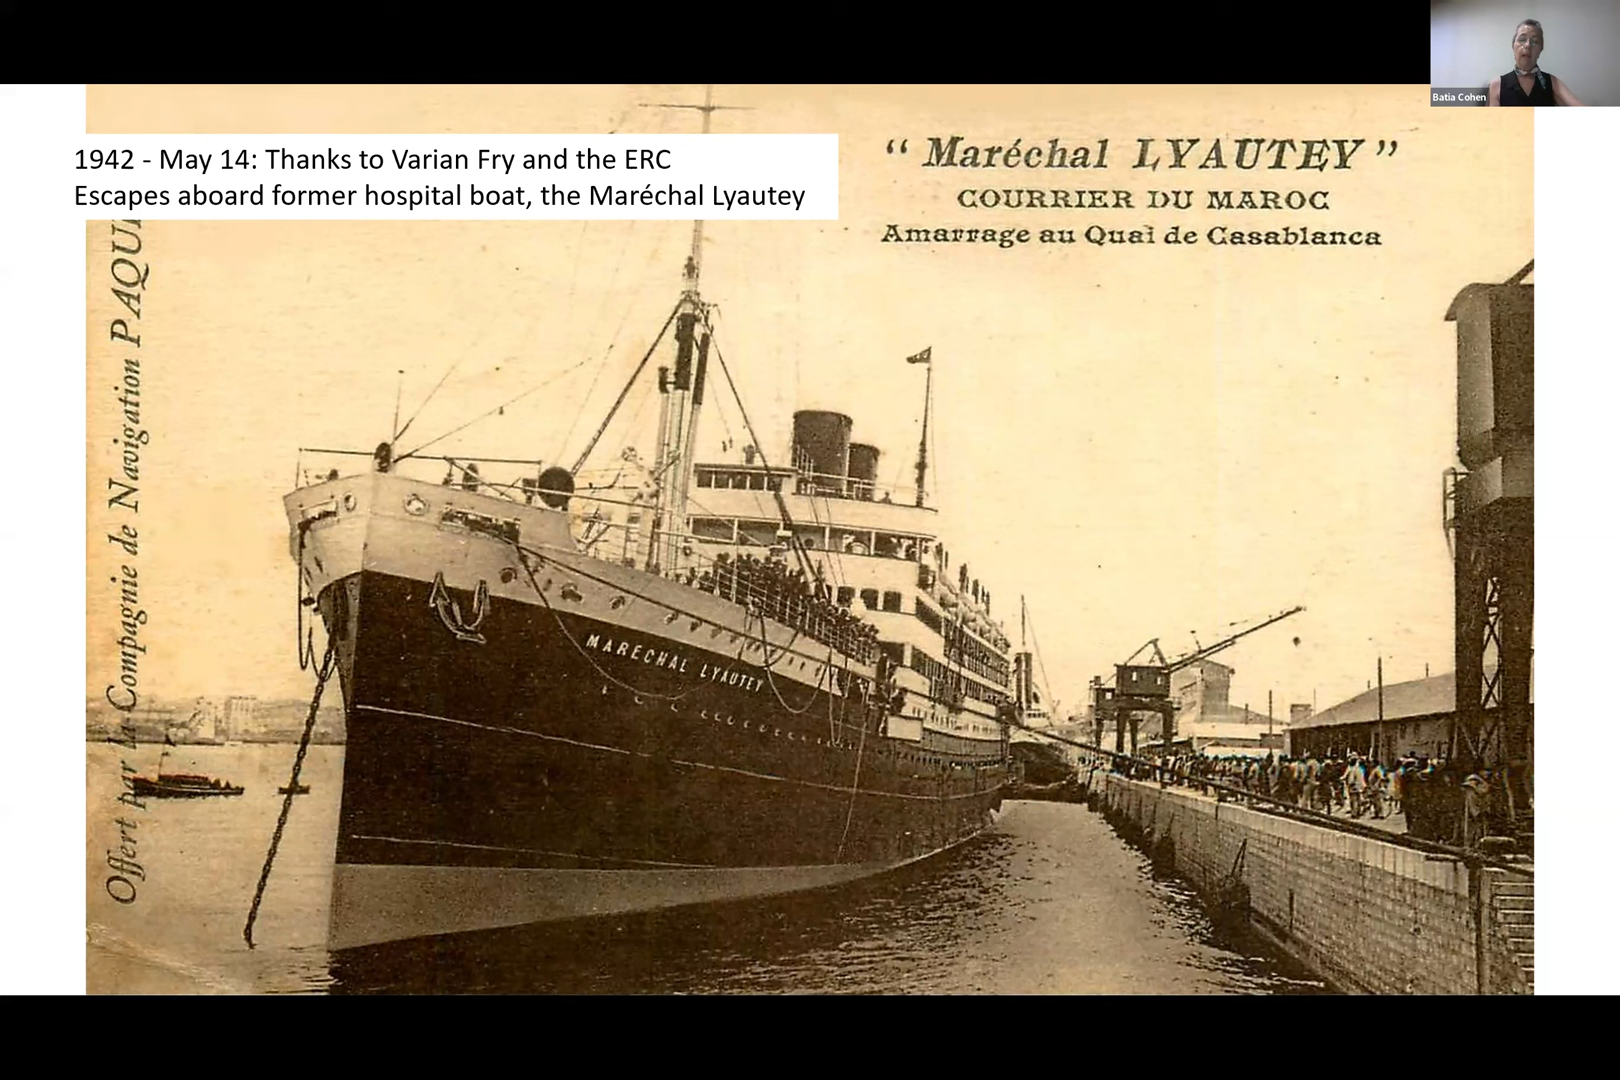 Batia Cohen
1942 - May 14: Thanks to Varian Fry and the ERC
Escapes aboard former hospital boat, the Maréchal Lyautey
“ Maréchal LYAUTEY ”
COURRIER DU MAROC
Amarrage au Quai de Casablanca
Offert par la Compagnie de Navigation PAQU
MARÉCHAL LYAUTEY